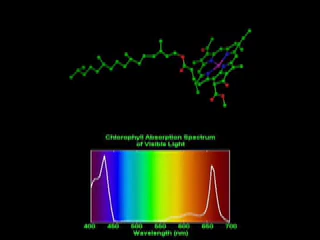 Chlorophyll Absorption Spectrum
of Visible Light
400 450 500 550 600 650 700
Wavelength (nm)